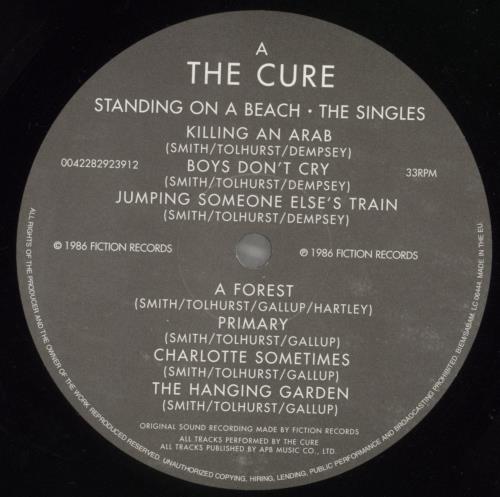 A
THE CURE
STANDING ON A BEACH • THE SINGLES
KILLING AN ARAB
(SMITH/TOLHURST/DEMPSEY)
0042282923912
BOYS DON'T CRY
33RPM
(SMITH/TOLHURST/DEMPSEY)
JUMPING SOMEONE ELSE'S TRAIN
(SMITH/TOLHURST/DEMPSEY)
© 1986 FICTION RECORDS
℗ 1986 FICTION RECORDS
A FOREST
(SMITH/TOLHURST/GALLUP/HARTLEY)
PRIMARY
(SMITH/TOLHURST/GALLUP)
CHARLOTTE SOMETIMES
(SMITH/TOLHURST/GALLUP)
THE HANGING GARDEN
(SMITH/TOLHURST/GALLUP)
ORIGINAL SOUND RECORDING MADE BY FICTION RECORDS
ALL TRACKS PERFORMED BY THE CURE
ALL TRACKS PUBLISHED BY APB MUSIC CO., LTD.
ALL RIGHTS OF THE PRODUCER AND THE OWNER OF THE WORK REPRODUCED RESERVED. UNAUTHORIZED COPYING, HIRING, LENDING, PUBLIC PERFORMANCE AND BROADCASTING PROHIBITED. BIEM/SABAM. LC 06444. MADE IN THE EU.